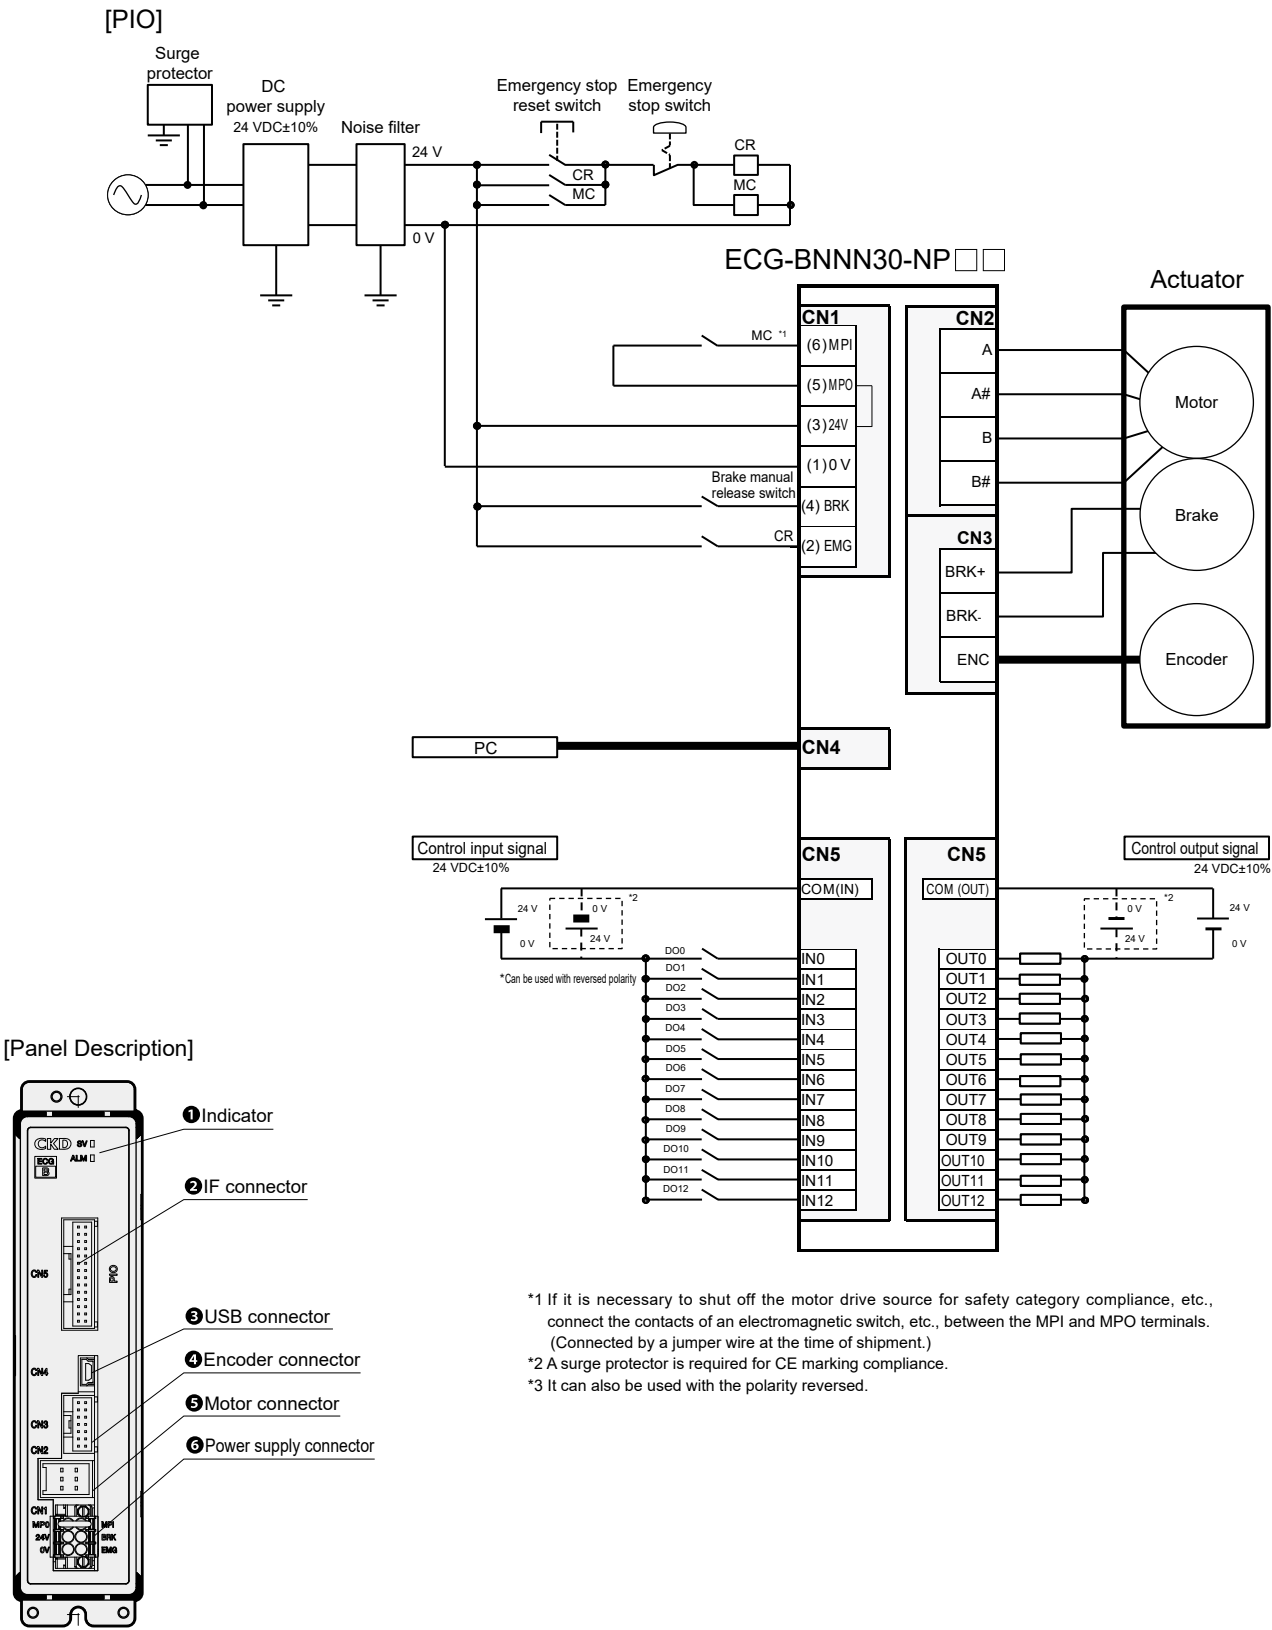 [PIO]
Surge
protector
DC
power supply
24 VDC±10%
Noise filter
Emergency stop
reset switch
Emergency
stop switch
24 V
0 V
CR
MC
CR
MC
ECG-BNNN30-NP□□
Actuator
CN1
MC *1
(6)MPI
(5)MPO
(3)24V
(1)0 V
Brake manual
release switch
(4) BRK
CR
(2) EMG
CN2
A
A#
B
B#
CN3
BRK+
BRK-
ENC
Motor
Brake
Encoder
PC
CN4
Control input signal
24 VDC±10%
24 V
0 V
0 V
24 V
*2
*Can be used with reversed polarity
CN5
COM(IN)
DO0 IN0
DO1 IN1
DO2 IN2
DO3 IN3
DO4 IN4
DO5 IN5
DO6 IN6
DO7 IN7
DO8 IN8
DO9 IN9
DO10 IN10
DO11 IN11
DO12 IN12
CN5
COM (OUT)
OUT0
OUT1
OUT2
OUT3
OUT4
OUT5
OUT6
OUT7
OUT8
OUT9
OUT10
OUT11
OUT12
Control output signal
24 VDC±10%
0 V
24 V
*2
24 V
0 V
[Panel Description]
CKD SV
ECG ALM
B
CN5
PIO
CN4
CN3
CN2
CN1
MPO MPI
24V BRK
0V EMG
❶Indicator
❷IF connector
❸USB connector
❹Encoder connector
❺Motor connector
❻Power supply connector
*1 If it is necessary to shut off the motor drive source for safety category compliance, etc.,
connect the contacts of an electromagnetic switch, etc., between the MPI and MPO terminals.
(Connected by a jumper wire at the time of shipment.)
*2 A surge protector is required for CE marking compliance.
*3 It can also be used with the polarity reversed.